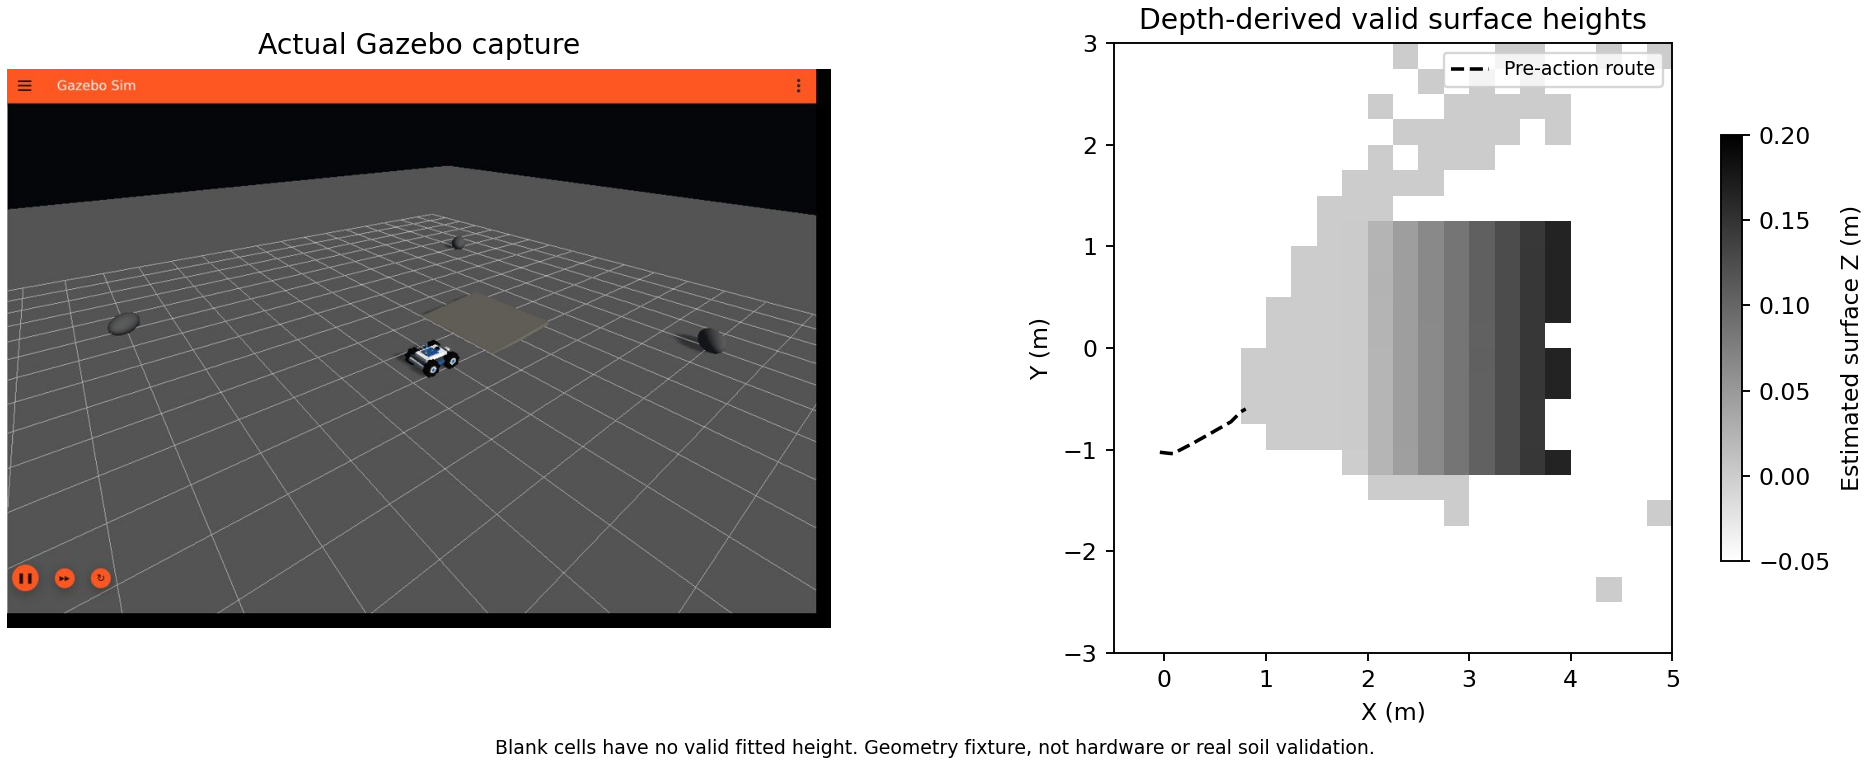 Actual Gazebo capture
Gazebo Sim
Depth-derived valid surface heights
Pre-action route
3
2
1
0
−1
−2
−3
Y (m)
0 1 2 3 4 5
X (m)
0.20
0.15
0.10
0.05
0.00
−0.05
Estimated surface Z (m)
Blank cells have no valid fitted height. Geometry fixture, not hardware or real soil validation.